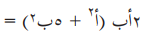 ٢أب (أ٢ + ٥ب٢) =